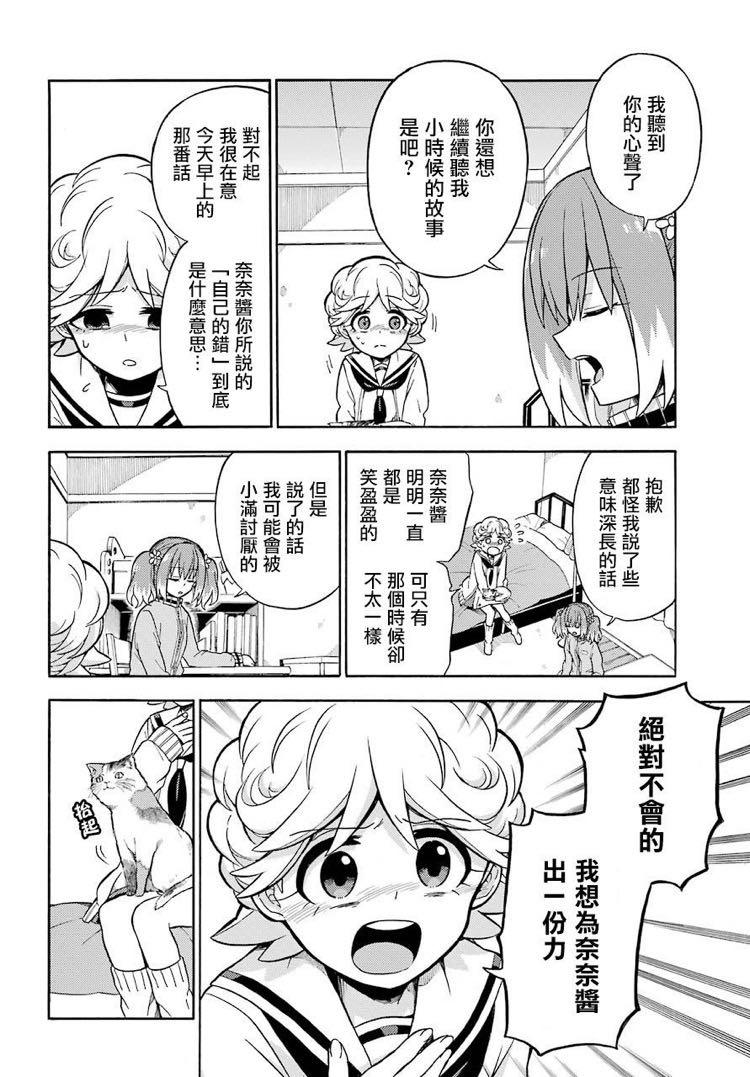 我聽到
你的心聲了
你還想
繼續聽我
小時候的故事
是吧？
對不起
我很在意
今天早上的
那番話
奈奈醬你所説的
「自己的錯」到底
是什麼意思…
抱歉
都怪我説了些
意味深長的話
奈奈醬
明明一直
都是
笑盈盈的
可只有
那個時候卻
不太一樣
但是
説了的話
我可能會被
小滿討厭的
絕對不會的
我想為奈奈醬
出一份力
抬起